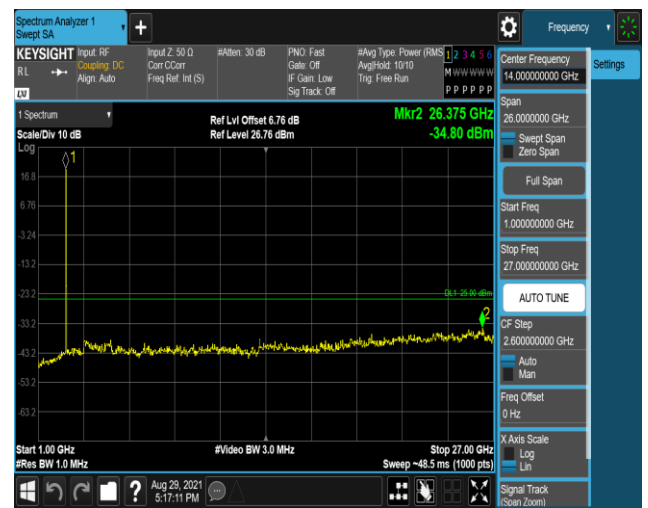 Spectrum Analyzer 1
Swept SA
Frequency
KEYSIGHT
RL
Input: RF
Coupling: DC
Align: Auto
Input Z: 50 Ω
Corr CCorr
Freq Ref: Int (S)
#Atten: 30 dB
PNO: Fast
Gate: Off
IF Gain: Low
Sig Track: Off
#Avg Type: Power (RMS
Avg|Hold: 10/10
Trig: Free Run
1 2 3 4 5 6
M W W W W W
P P P P P P
LXI
1 Spectrum
Scale/Div 10 dB
Log
Ref Lvl Offset 6.76 dB
Ref Level 26.76 dBm
Mkr2 26.375 GHz
-34.80 dBm
1
16.8
6.76
-3.24
-13.2
-23.2
-33.2
-43.2
-53.2
-63.2
DL1 -25.00 dBm
2
Start 1.00 GHz
#Res BW 1.0 MHz
#Video BW 3.0 MHz
Stop 27.00 GHz
Sweep ~48.5 ms (1000 pts)
Aug 29, 2021
5:17:11 PM
?
Center Frequency
14.000000000 GHz
Settings
Span
26.0000000 GHz
Swept Span
Zero Span
Full Span
Start Freq
1.000000000 GHz
Stop Freq
27.000000000 GHz
AUTO TUNE
CF Step
2.600000000 GHz
Auto
Man
Freq Offset
0 Hz
X Axis Scale
Log
Lin
Signal Track
(Span Zoom)